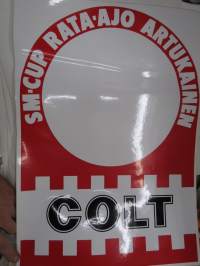 SM-CUP RATA-AJO ARTUKAINEN
COLT